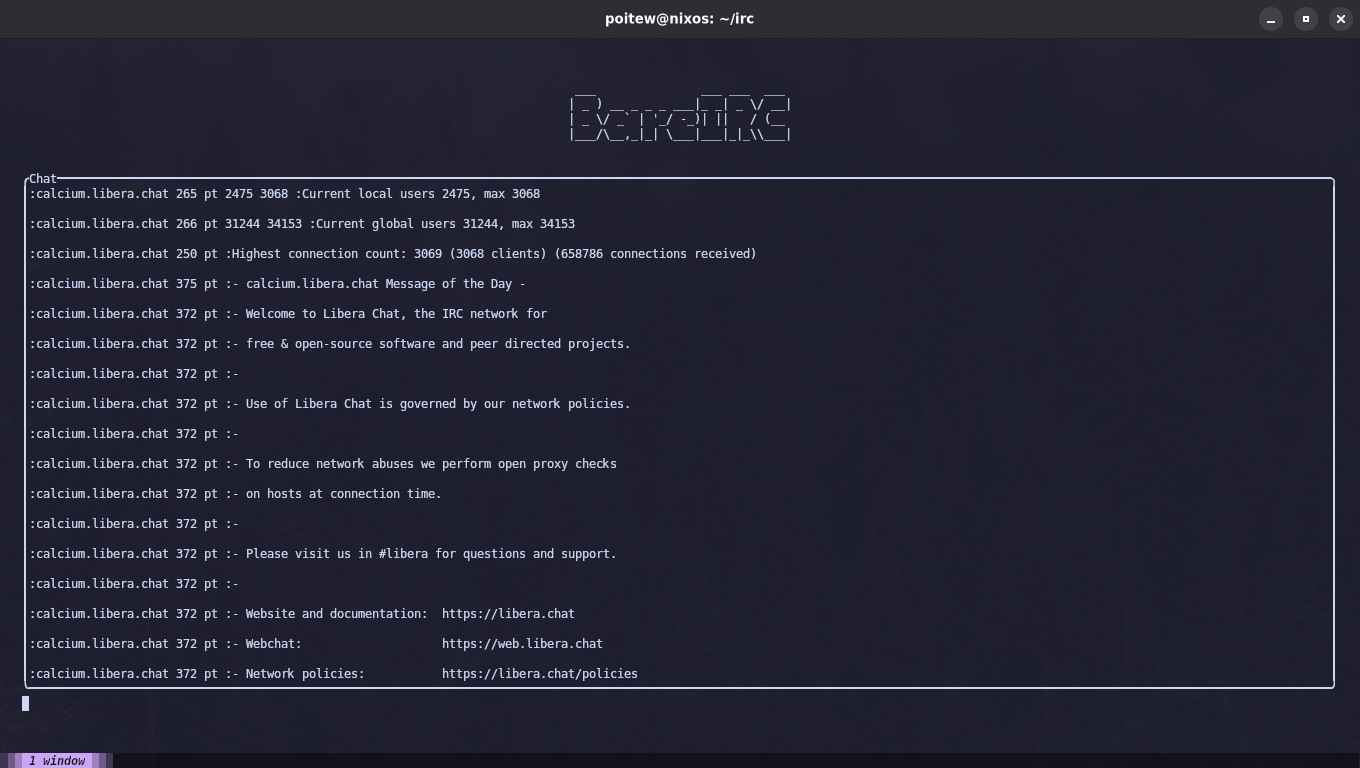 poitew@nixos: ~/irc
BareIRC
Chat
:calcium.libera.chat 265 pt 2475 3068 :Current local users 2475, max 3068
:calcium.libera.chat 266 pt 31244 34153 :Current global users 31244, max 34153
:calcium.libera.chat 250 pt :Highest connection count: 3069 (3068 clients) (658786 connections received)
:calcium.libera.chat 375 pt :- calcium.libera.chat Message of the Day -
:calcium.libera.chat 372 pt :- Welcome to Libera Chat, the IRC network for
:calcium.libera.chat 372 pt :- free & open-source software and peer directed projects.
:calcium.libera.chat 372 pt :-
:calcium.libera.chat 372 pt :- Use of Libera Chat is governed by our network policies.
:calcium.libera.chat 372 pt :-
:calcium.libera.chat 372 pt :- To reduce network abuses we perform open proxy checks
:calcium.libera.chat 372 pt :- on hosts at connection time.
:calcium.libera.chat 372 pt :-
:calcium.libera.chat 372 pt :- Please visit us in #libera for questions and support.
:calcium.libera.chat 372 pt :-
:calcium.libera.chat 372 pt :- Website and documentation:  https://libera.chat
:calcium.libera.chat 372 pt :- Webchat:                    https://web.libera.chat
:calcium.libera.chat 372 pt :- Network policies:           https://libera.chat/policies
1 window